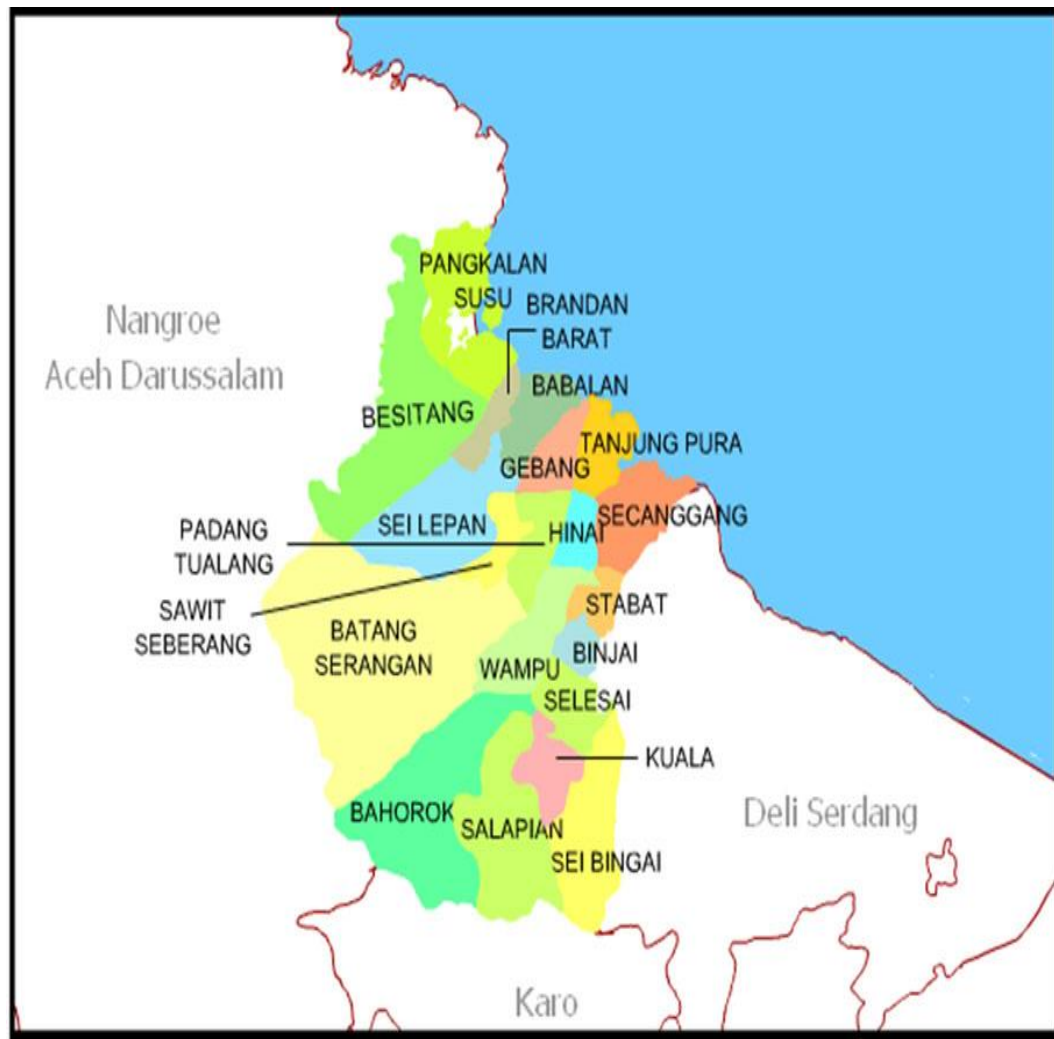 PANGKALAN
SUSU
BRANDAN
BARAT
Nangroe
Aceh Darussalam
BABALAN
BESITANG
TANJUNG PURA
GEBANG
SECANGGANG
PADANG
TUALANG
SEI LEPAN
HINAI
SAWIT
SEBERANG
STABAT
BATANG
SERANGAN
BINJAI
WAMPU
SELESAI
KUALA
BAHOROK
Deli Serdang
SALAPIAN
SEI BINGAI
Karo